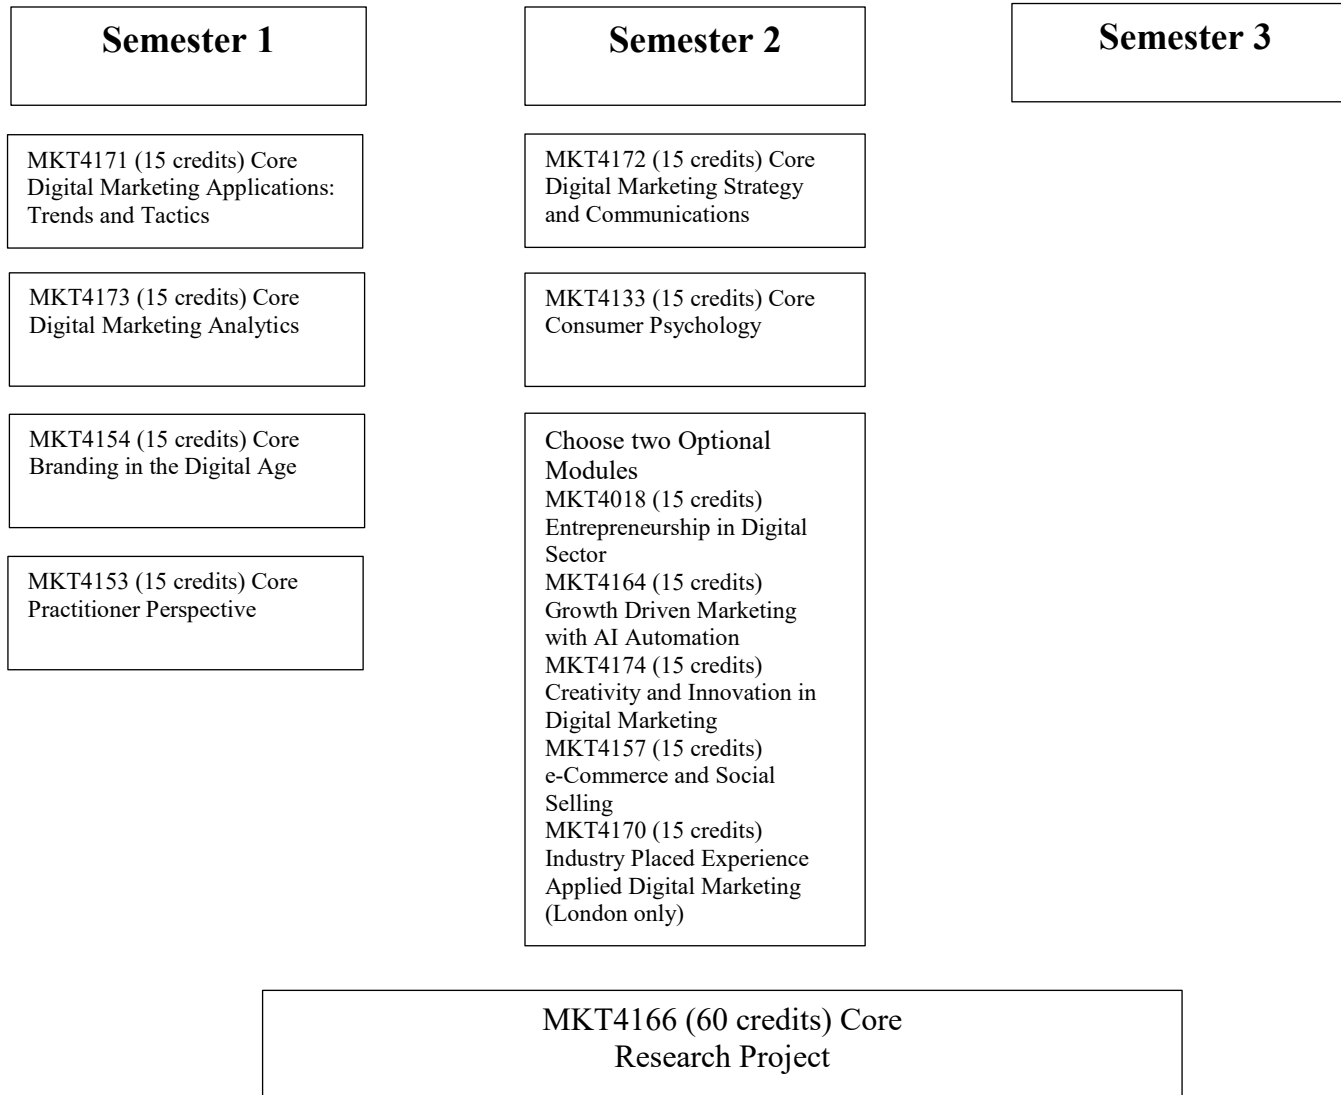 Semester 1
Semester 2
Semester 3
MKT4171 (15 credits) Core
Digital Marketing Applications:
Trends and Tactics
MKT4172 (15 credits) Core
Digital Marketing Strategy
and Communications
MKT4173 (15 credits) Core
Digital Marketing Analytics
MKT4133 (15 credits) Core
Consumer Psychology
MKT4154 (15 credits) Core
Branding in the Digital Age
MKT4153 (15 credits) Core
Practitioner Perspective
Choose two Optional
Modules
MKT4018 (15 credits)
Entrepreneurship in Digital
Sector
MKT4164 (15 credits)
Growth Driven Marketing
with AI Automation
MKT4174 (15 credits)
Creativity and Innovation in
Digital Marketing
MKT4157 (15 credits)
e-Commerce and Social
Selling
MKT4170 (15 credits)
Industry Placed Experience
Applied Digital Marketing
(London only)
MKT4166 (60 credits) Core
Research Project